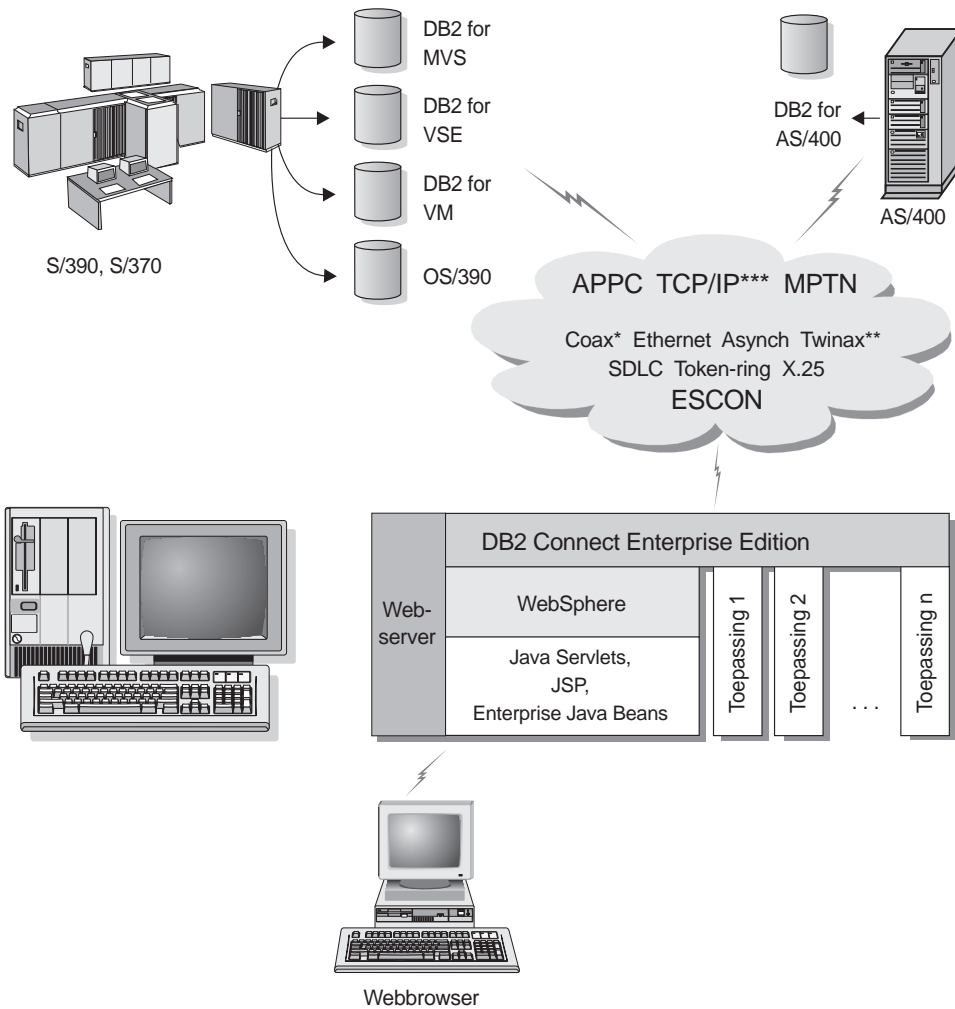 DB2 for
MVS
DB2 for
VSE
DB2 for
VM
OS/390
S/390, S/370
DB2 for
AS/400
AS/400
APPC TCP/IP*** MPTN
Coax* Ethernet Asynch Twinax**
SDLC Token-ring X.25
ESCON
DB2 Connect Enterprise Edition
Web-
server
WebSphere
Java Servlets,
JSP,
Enterprise Java Beans
Toepassing 1
Toepassing 2
. . .
Toepassing n
Webbrowser